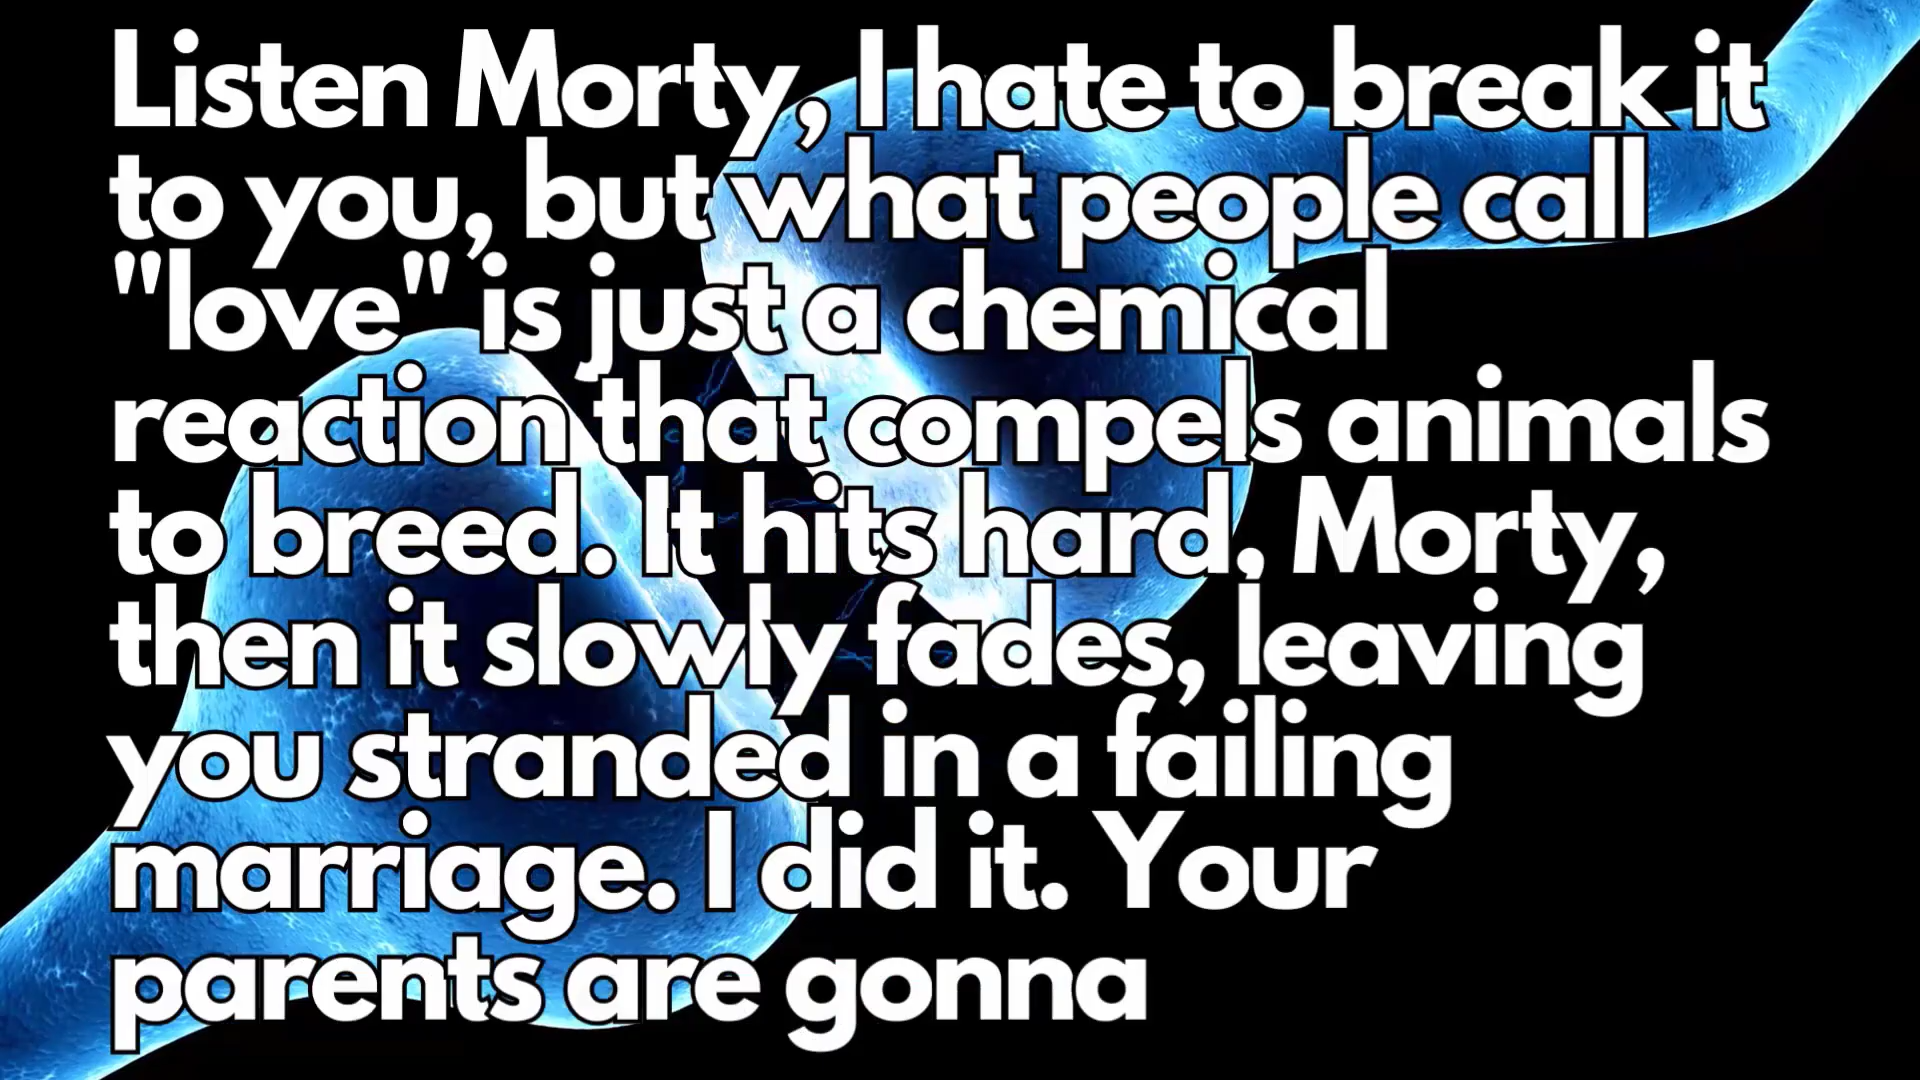 Listen Morty, I hate to break it
to you, but what people call
"love" is just a chemical
reaction that compels animals
to breed. It hits hard, Morty,
then it slowly fades, leaving
you stranded in a failing
marriage. I did it. Your
parents are gonna